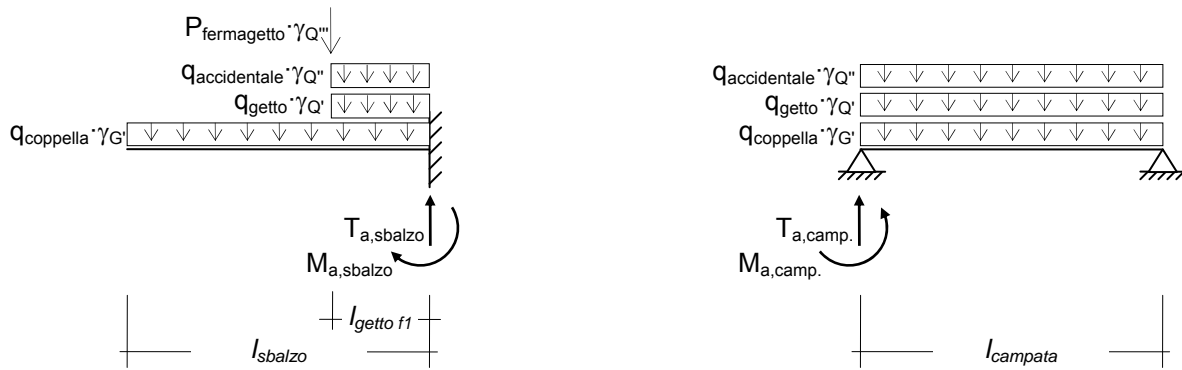 Pfermagetto·γQ'''
qaccidentale·γQ''
qgetto·γQ'
qcoppella·γG'
Ta,sbalzo
Ma,sbalzo
lgetto f1
lsbalzo
qaccidentale·γQ''
qgetto·γQ'
qcoppella·γG'
Ta,camp.
Ma,camp.
lcampata